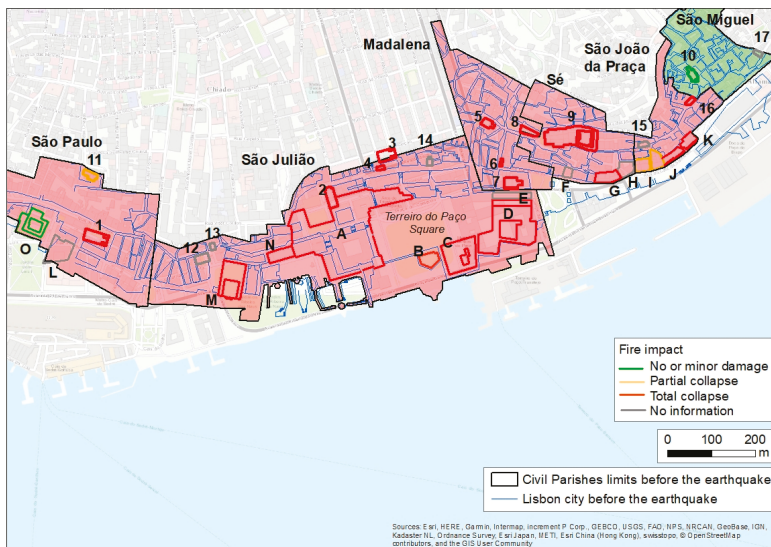 São Miguel
17
10
São João
da Praça
Madalena
Sé
16
5
8
9
15
K
São Paulo
11
São Julião
3
14
4
6
7
F
G
H
I
J
2
E
1
Terreiro do Paço
Square
D
O
13
12
N
A
C
B
L
M
Chiado
Fire impact
No or minor damage
Partial collapse
Total collapse
No information
0 100 200
m
Civil Parishes limits before the earthquake
Lisbon city before the earthquake
Sources: Esri, HERE, Garmin, Intermap, increment P Corp., GEBCO, USGS, FAO, NPS, NRCAN, GeoBase, IGN,
Kadaster NL, Ordnance Survey, Esri Japan, METI, Esri China (Hong Kong), swisstopo, © OpenStreetMap
contributors, and the GIS User Community